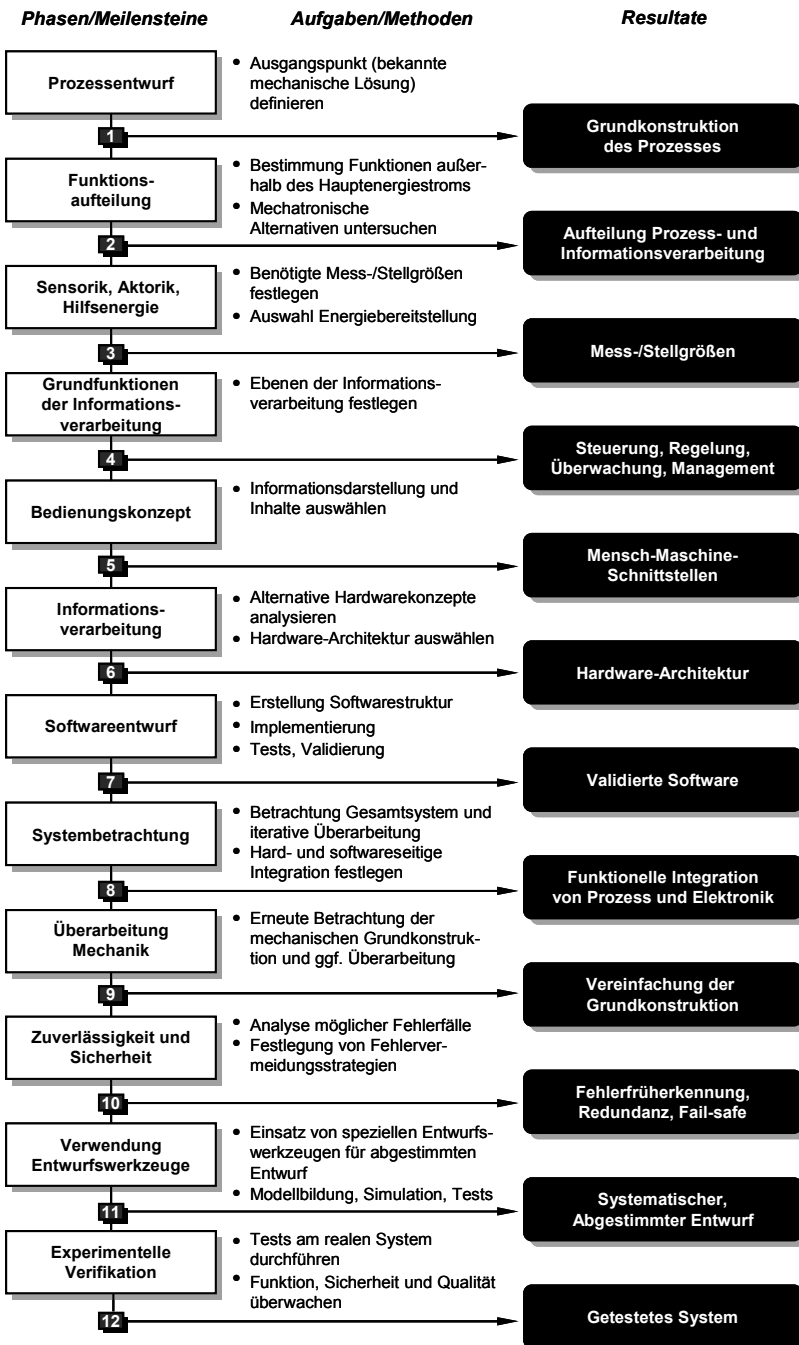 Phasen/Meilensteine
Aufgaben/Methoden
Resultate
Prozessentwurf
• Ausgangspunkt (bekannte
mechanische Lösung)
definieren
1
Grundkonstruktion
des Prozesses
Funktions-
aufteilung
• Bestimmung Funktionen außer-
halb des Hauptenergiestroms
• Mechatronische
Alternativen untersuchen
2
Aufteilung Prozess- und
Informationsverarbeitung
Sensorik, Aktorik,
Hilfsenergie
• Benötigte Mess-/Stellgrößen
festlegen
• Auswahl Energiebereitstellung
3
Mess-/Stellgrößen
Grundfunktionen
der Informations-
verarbeitung
• Ebenen der Informations-
verarbeitung festlegen
4
Steuerung, Regelung,
Überwachung, Management
Bedienungskonzept
• Informationsdarstellung und
Inhalte auswählen
5
Mensch-Maschine-
Schnittstellen
Informations-
verarbeitung
• Alternative Hardwarekonzepte
analysieren
• Hardware-Architektur auswählen
6
Hardware-Architektur
Softwareentwurf
• Erstellung Softwarestruktur
• Implementierung
• Tests, Validierung
7
Validierte Software
Systembetrachtung
• Betrachtung Gesamtsystem und
iterative Überarbeitung
• Hard- und softwareseitige
Integration festlegen
8
Funktionelle Integration
von Prozess und Elektronik
Überarbeitung
Mechanik
• Erneute Betrachtung der
mechanischen Grundkonstruk-
tion und ggf. Überarbeitung
9
Vereinfachung der
Grundkonstruktion
Zuverlässigkeit und
Sicherheit
• Analyse möglicher Fehlerfälle
• Festlegung von Fehlerver-
meidungsstrategien
10
Fehlerfrüherkennung,
Redundanz, Fail-safe
Verwendung
Entwurfswerkzeuge
• Einsatz von speziellen Entwurfs-
werkzeugen für abgestimmten
Entwurf
• Modellbildung, Simulation, Tests
11
Systematischer,
Abgestimmter Entwurf
Experimentelle
Verifikation
• Tests am realen System
durchführen
• Funktion, Sicherheit und Qualität
überwachen
12
Getestetes System